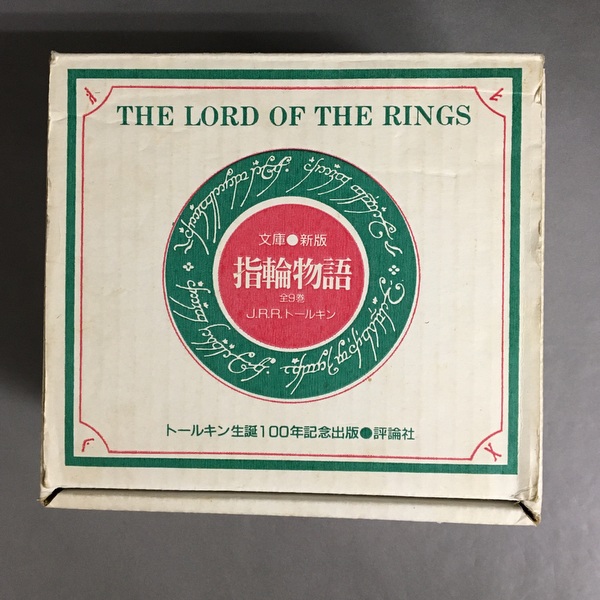 THE LORD OF THE RINGS
文庫●新版
指輪物語
全9巻
J.R.R.トールキン
トールキン生誕100年記念出版●評論社